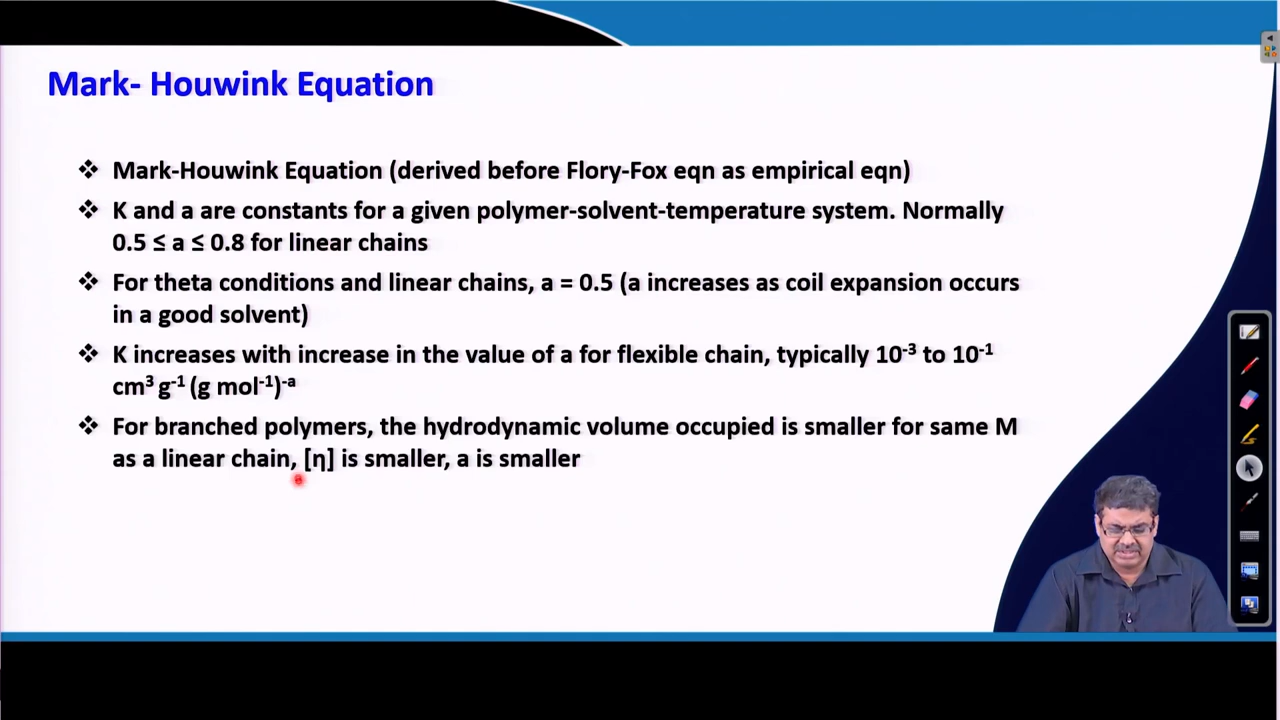 Mark- Houwink Equation
❖ Mark-Houwink Equation (derived before Flory-Fox eqn as empirical eqn)
❖ K and a are constants for a given polymer-solvent-temperature system. Normally
0.5 ≤ a ≤ 0.8 for linear chains
❖ For theta conditions and linear chains, a = 0.5 (a increases as coil expansion occurs
in a good solvent)
❖ K increases with increase in the value of a for flexible chain, typically 10⁻³ to 10⁻¹
cm³ g⁻¹ (g mol⁻¹)⁻ᵃ
❖ For branched polymers, the hydrodynamic volume occupied is smaller for same M
as a linear chain, [η] is smaller, a is smaller